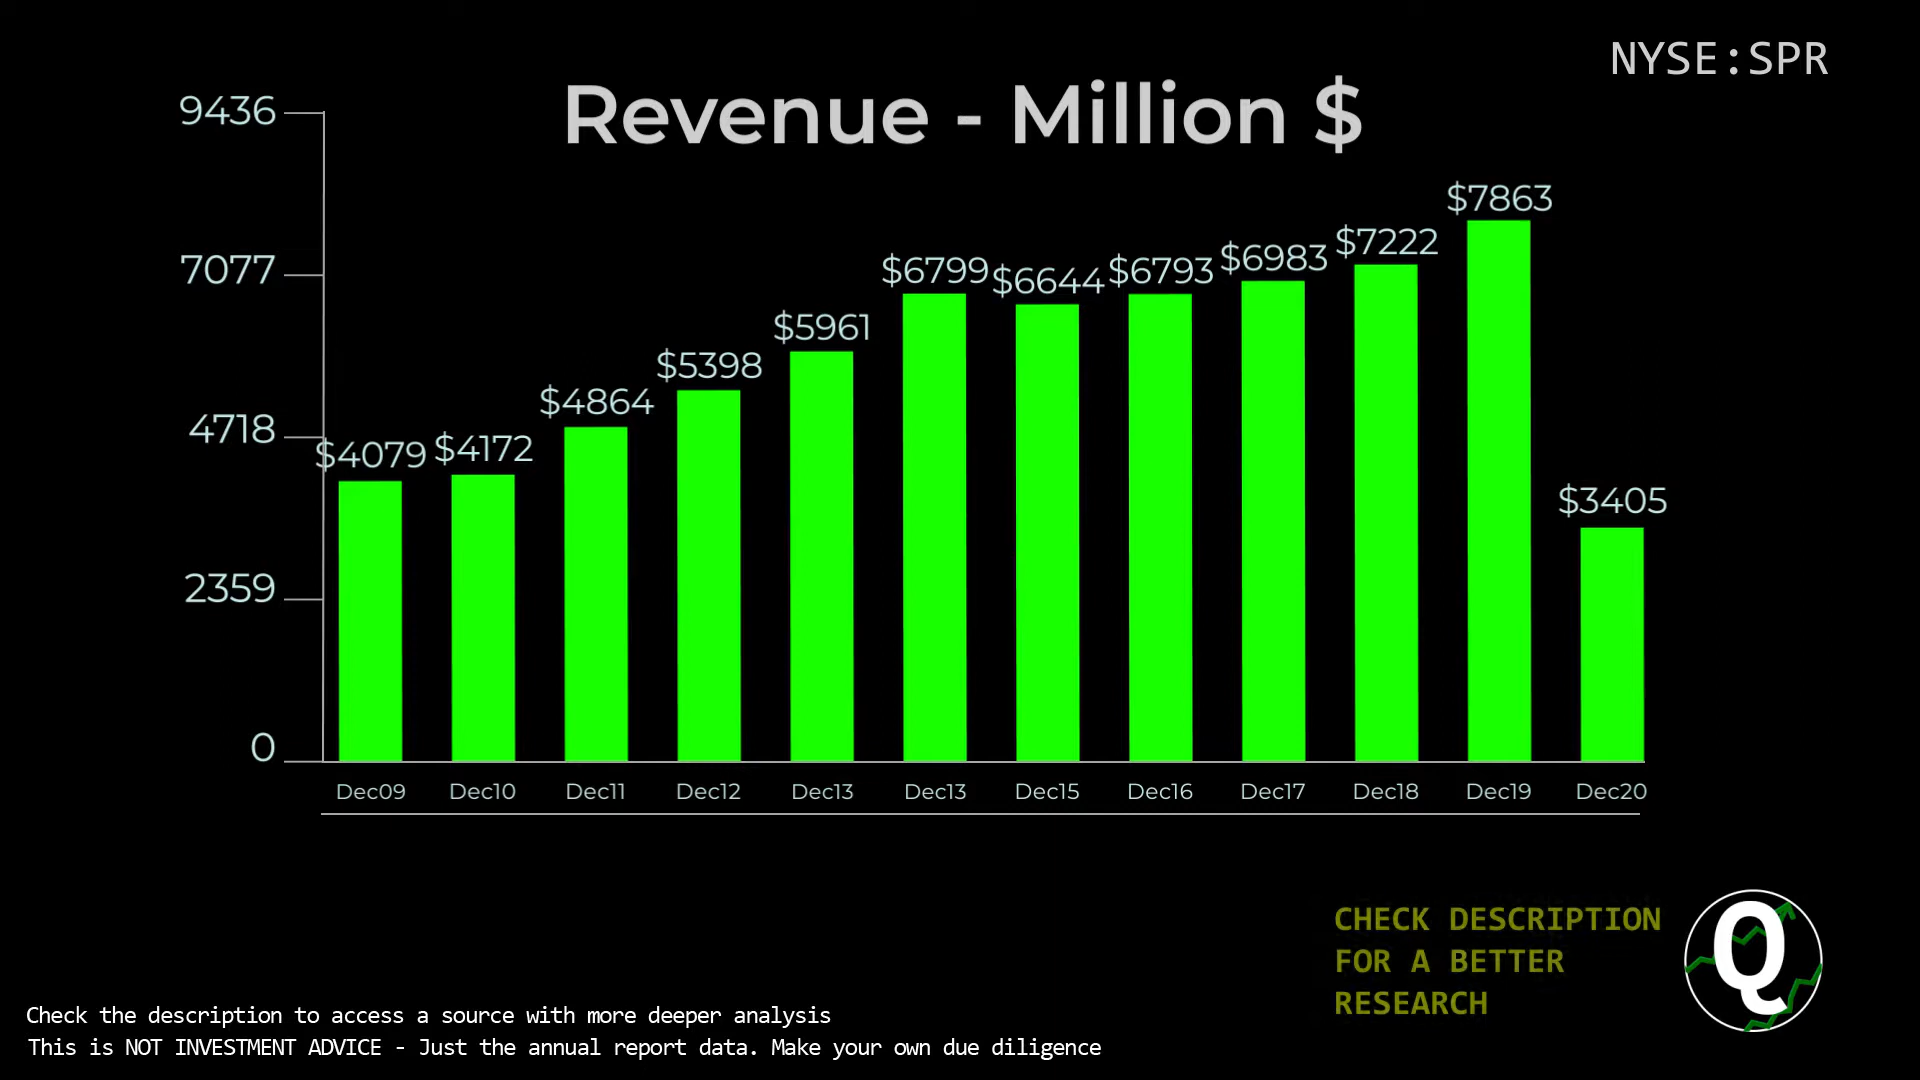 NYSE:SPR
Revenue - Million $
9436
7077
4718
2359
0
$4079
$4172
$4864
$5398
$5961
$6799
$6644
$6793
$6983
$7222
$7863
$3405
Dec09 Dec10 Dec11 Dec12 Dec13 Dec13 Dec15 Dec16 Dec17 Dec18 Dec19 Dec20
CHECK DESCRIPTION
FOR A BETTER
RESEARCH
Q
Check the description to access a source with more deeper analysis
This is NOT INVESTMENT ADVICE - Just the annual report data. Make your own due diligence